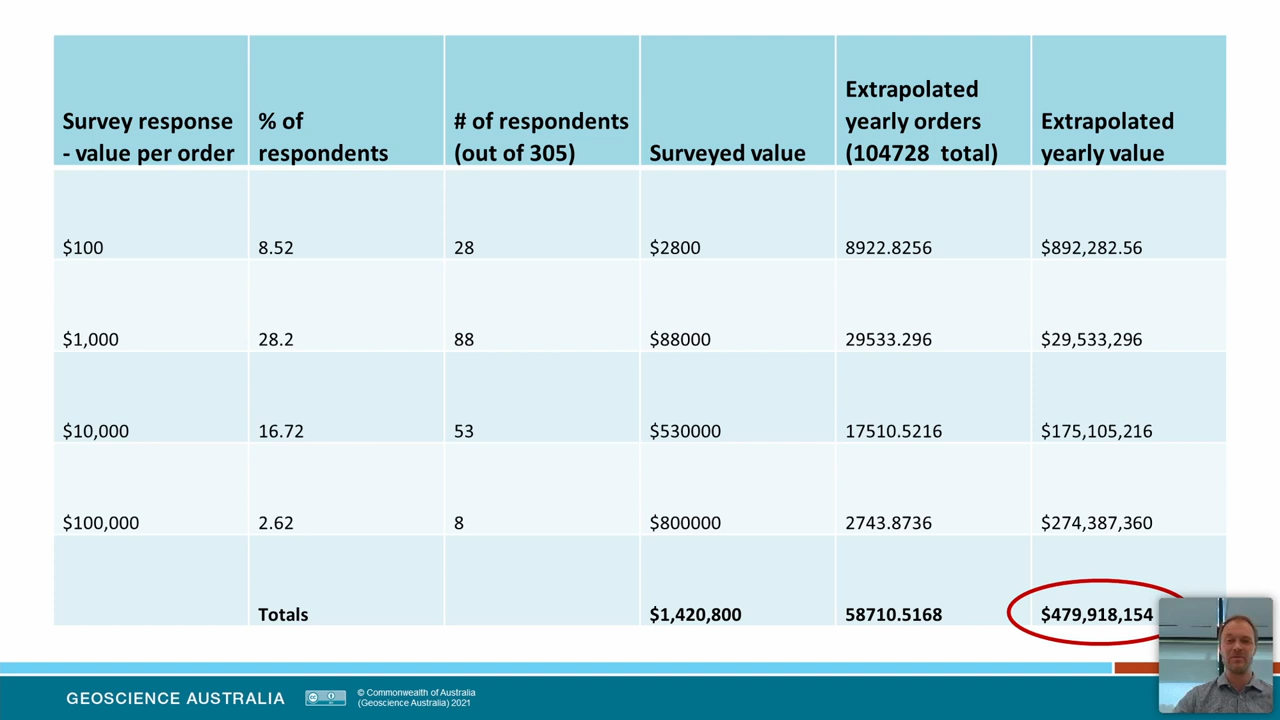 Survey response
- value per order
% of
respondents
# of respondents
(out of 305)
Surveyed value
Extrapolated
yearly orders
(104728 total)
Extrapolated
yearly value
$100
8.52
28
$2800
8922.8256
$892,282.56
$1,000
28.2
88
$88000
29533.296
$29,533,296
$10,000
16.72
53
$530000
17510.5216
$175,105,216
$100,000
2.62
8
$800000
2743.8736
$274,387,360
Totals
$1,420,800
58710.5168
$479,918,154
GEOSCIENCE AUSTRALIA
© Commonwealth of Australia
(Geoscience Australia) 2021